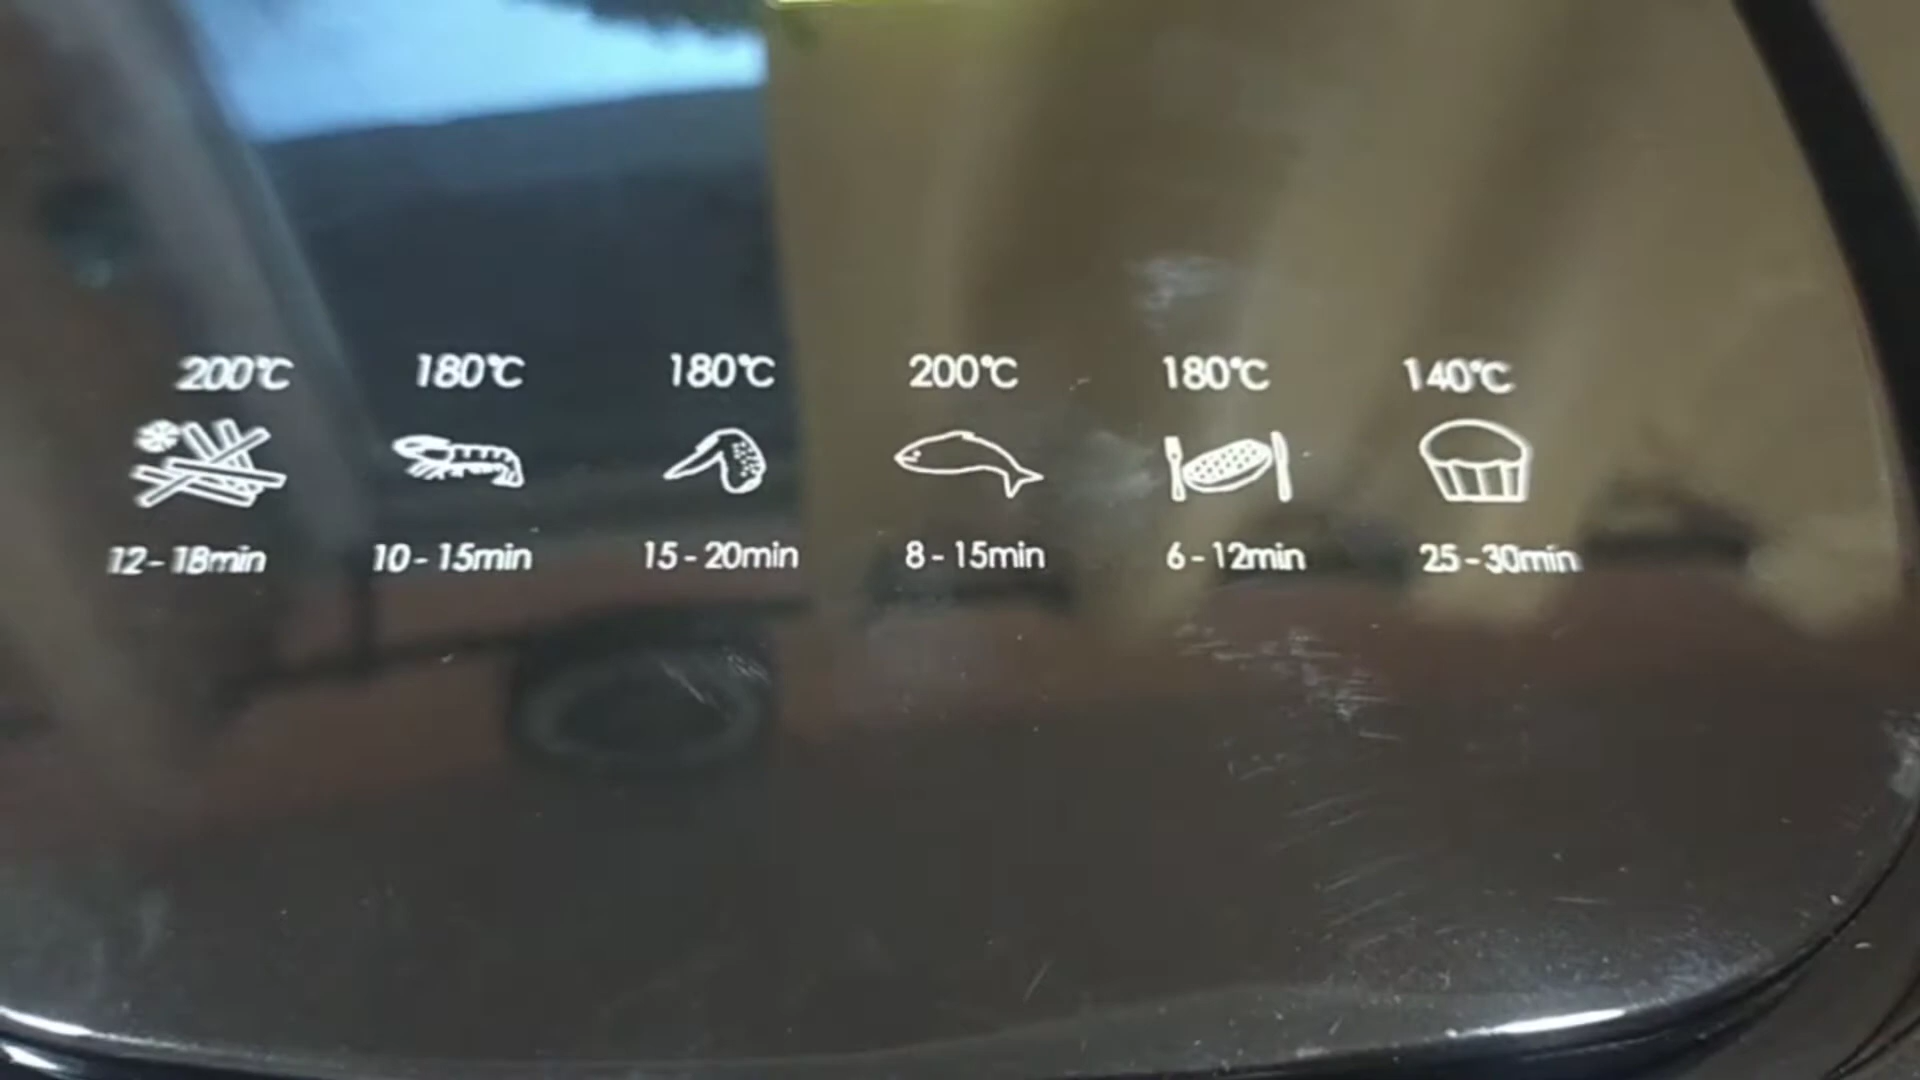 200℃ 180℃ 180℃ 200℃ 180℃ 140℃
12-18min 10-15min 15-20min 8-15min 6-12min 25-30min